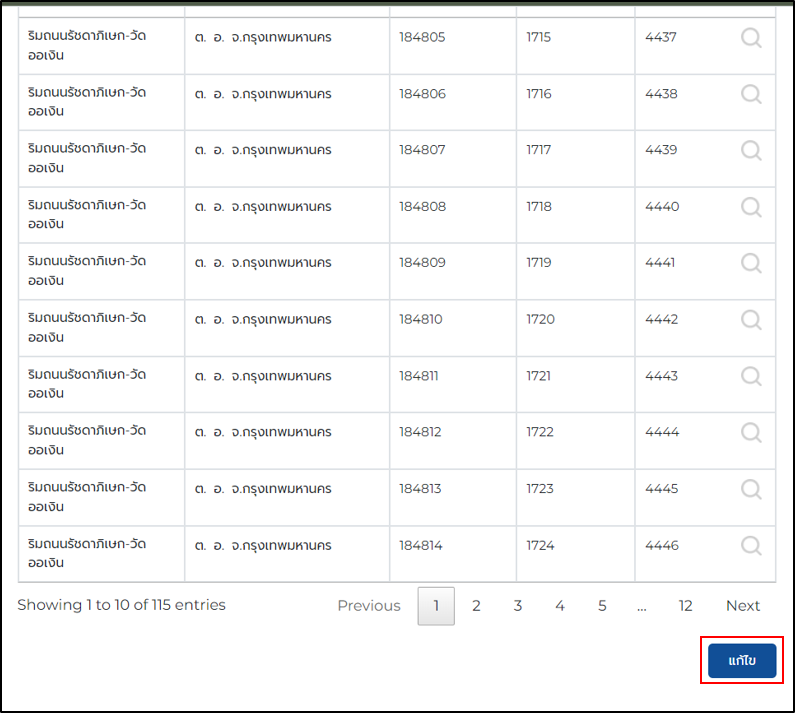 ริมถนนรัชดาภิเษก-วัด ต. อ. จ.กรุงเทพมหานคร 184805 1715 4437
ออเงิน
ริมถนนรัชดาภิเษก-วัด ต. อ. จ.กรุงเทพมหานคร 184806 1716 4438
ออเงิน
ริมถนนรัชดาภิเษก-วัด ต. อ. จ.กรุงเทพมหานคร 184807 1717 4439
ออเงิน
ริมถนนรัชดาภิเษก-วัด ต. อ. จ.กรุงเทพมหานคร 184808 1718 4440
ออเงิน
ริมถนนรัชดาภิเษก-วัด ต. อ. จ.กรุงเทพมหานคร 184809 1719 4441
ออเงิน
ริมถนนรัชดาภิเษก-วัด ต. อ. จ.กรุงเทพมหานคร 184810 1720 4442
ออเงิน
ริมถนนรัชดาภิเษก-วัด ต. อ. จ.กรุงเทพมหานคร 184811 1721 4443
ออเงิน
ริมถนนรัชดาภิเษก-วัด ต. อ. จ.กรุงเทพมหานคร 184812 1722 4444
ออเงิน
ริมถนนรัชดาภิเษก-วัด ต. อ. จ.กรุงเทพมหานคร 184813 1723 4445
ออเงิน
ริมถนนรัชดาภิเษก-วัด ต. อ. จ.กรุงเทพมหานคร 184814 1724 4446
ออเงิน
Showing 1 to 10 of 115 entries Previous 1 2 3 4 5 ... 12 Next
แก้ไข